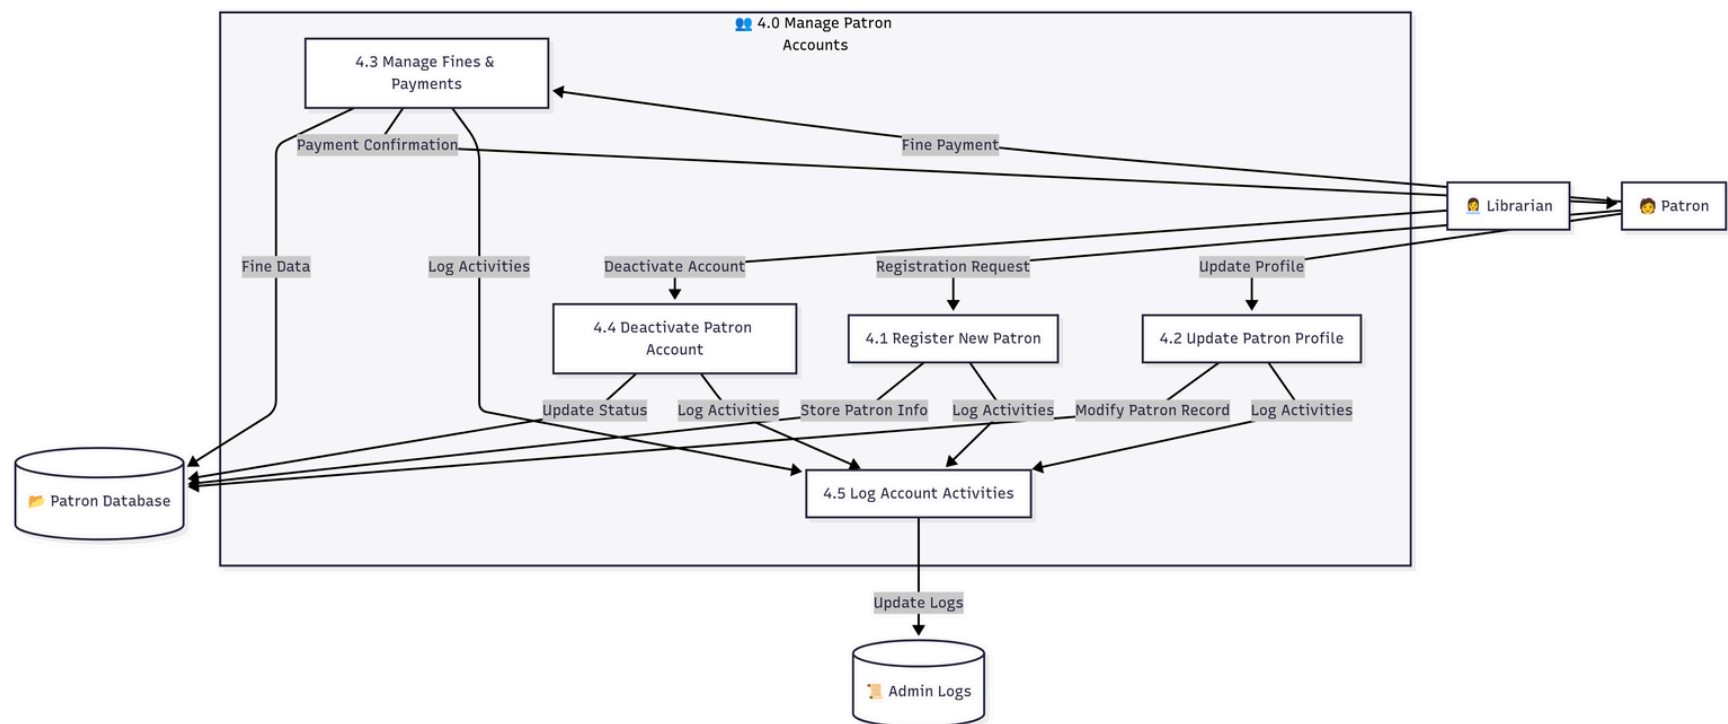 👥 4.0 Manage Patron
Accounts
4.3 Manage Fines &
Payments
Payment Confirmation
Fine Payment
👩‍💼 Librarian
🧑 Patron
Fine Data
Log Activities
Deactivate Account
Registration Request
Update Profile
4.4 Deactivate Patron
Account
4.1 Register New Patron
4.2 Update Patron Profile
Update Status
Log Activities
Store Patron Info
Log Activities
Modify Patron Record
Log Activities
📂 Patron Database
4.5 Log Account Activities
Update Logs
📜 Admin Logs